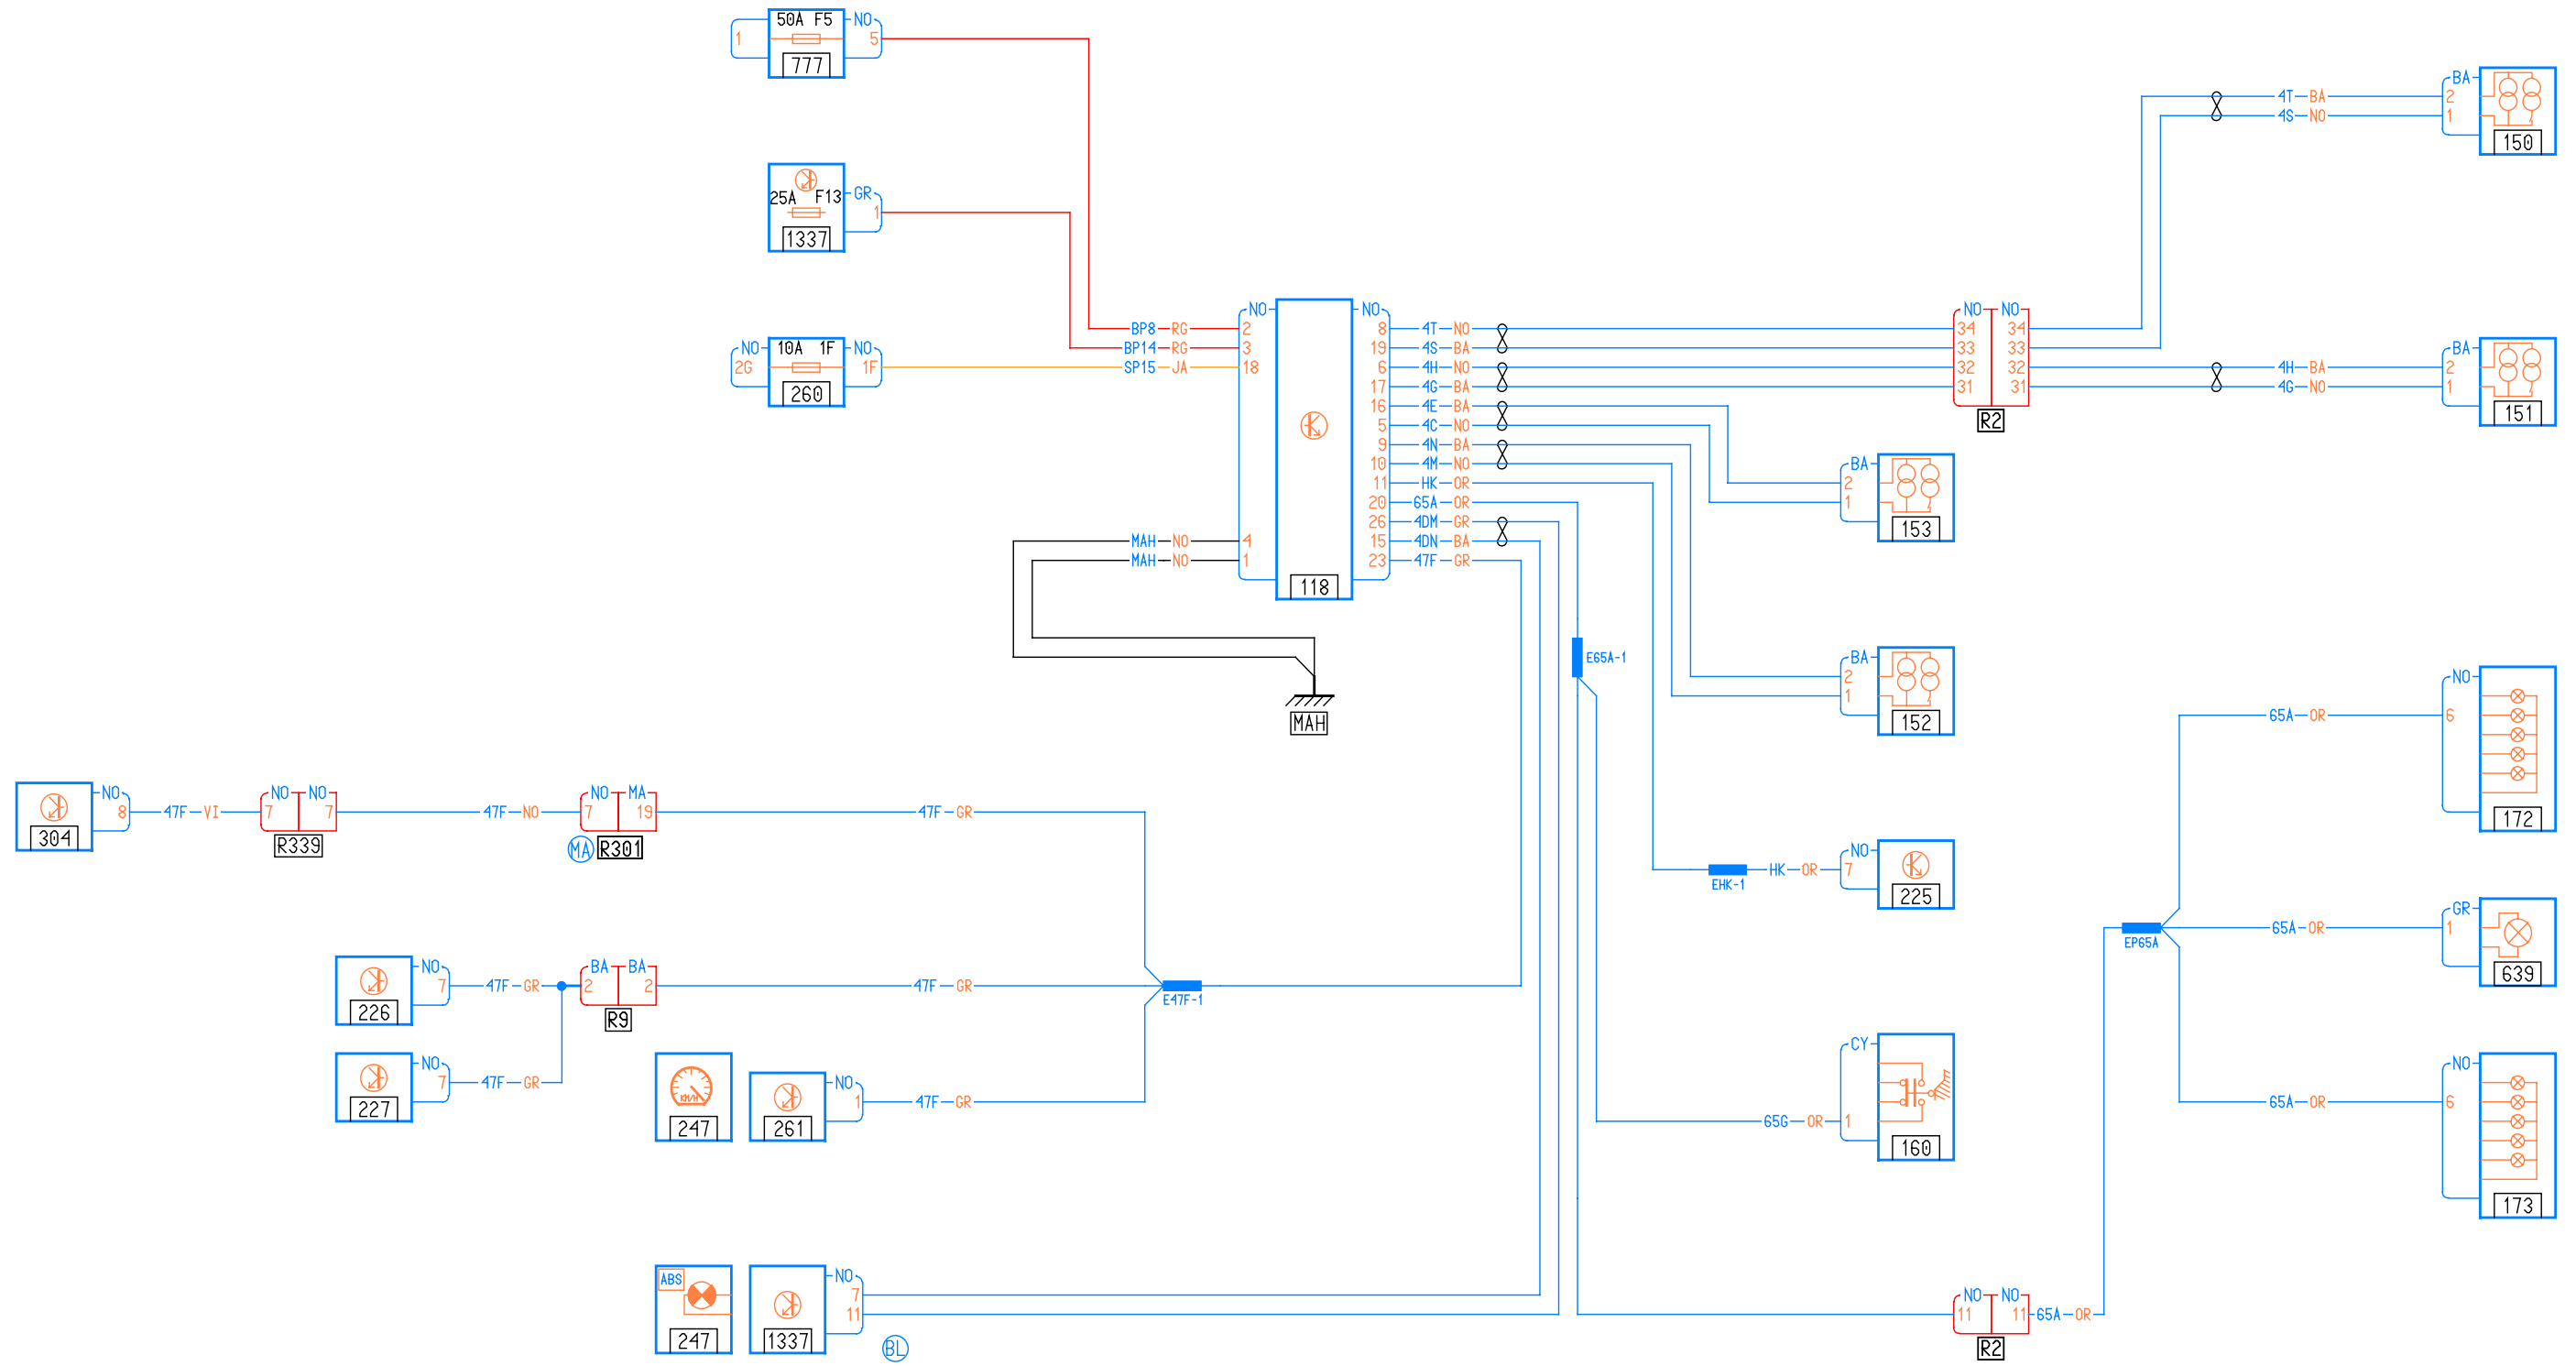 50A F5 NO
1 5
777
25A F13 GR
1
1337
NO 10A 1F NO
2G 1F
260
BP8 RG 2
BP14 RG 3
SP15 JA 18
MAH NO 4
MAH NO 1
NO NO
118
MAH
8 4T NO
19 4S BA
6 4H NO
17 4G BA
16 4E BA
5 4C NO
9 4N BA
10 4M NO
11 HK OR
20 65A OR
26 4DM GR
15 4DN BA
23 47F GR
NO NO
34 34
33 33
32 32
31 31
R2
4T BA 2
4S NO 1
BA
150
4H BA 2
4G NO 1
BA
151
BA
2
1
153
BA
2
1
152
E65A-1
EHK-1 HK OR 7
NO
225
CY
65G OR 1
160
NO
65A OR 6
172
EP65A
GR
65A OR 1
639
NO
65A OR 6
173
NO NO
11 11 65A OR
R2
NO
8 47F VI
304
NO NO
7 7
R339
47F NO
NO MA
7 19
MA R301
47F GR
NO
7 47F GR
226
BA BA
2 2
R9
47F GR
E47F-1
NO
7 47F GR
227
KM/H
247
NO
1 47F GR
261
ABS
247
NO
7
11
1337
BL